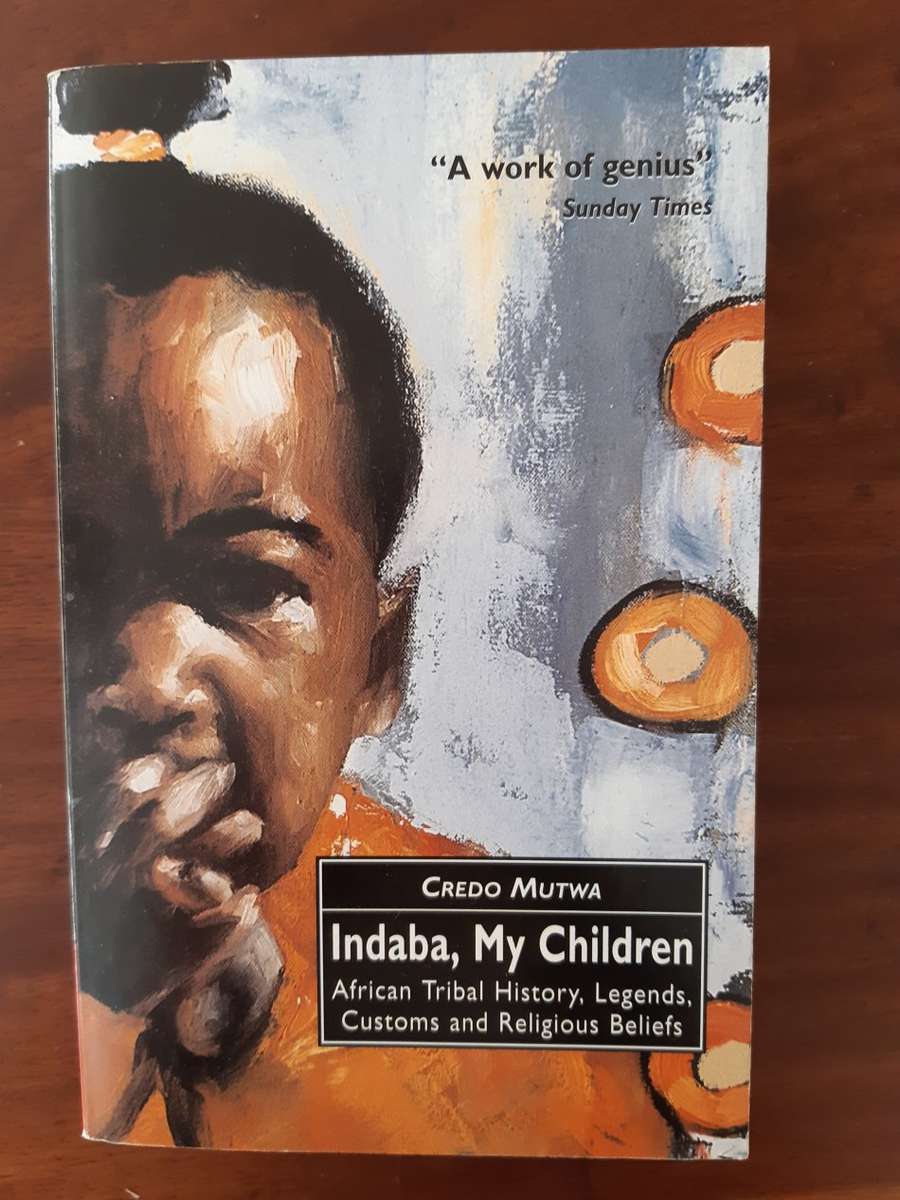 “A work of genius”
Sunday Times
CREDO MUTWA
Indaba, My Children
African Tribal History, Legends,
Customs and Religious Beliefs